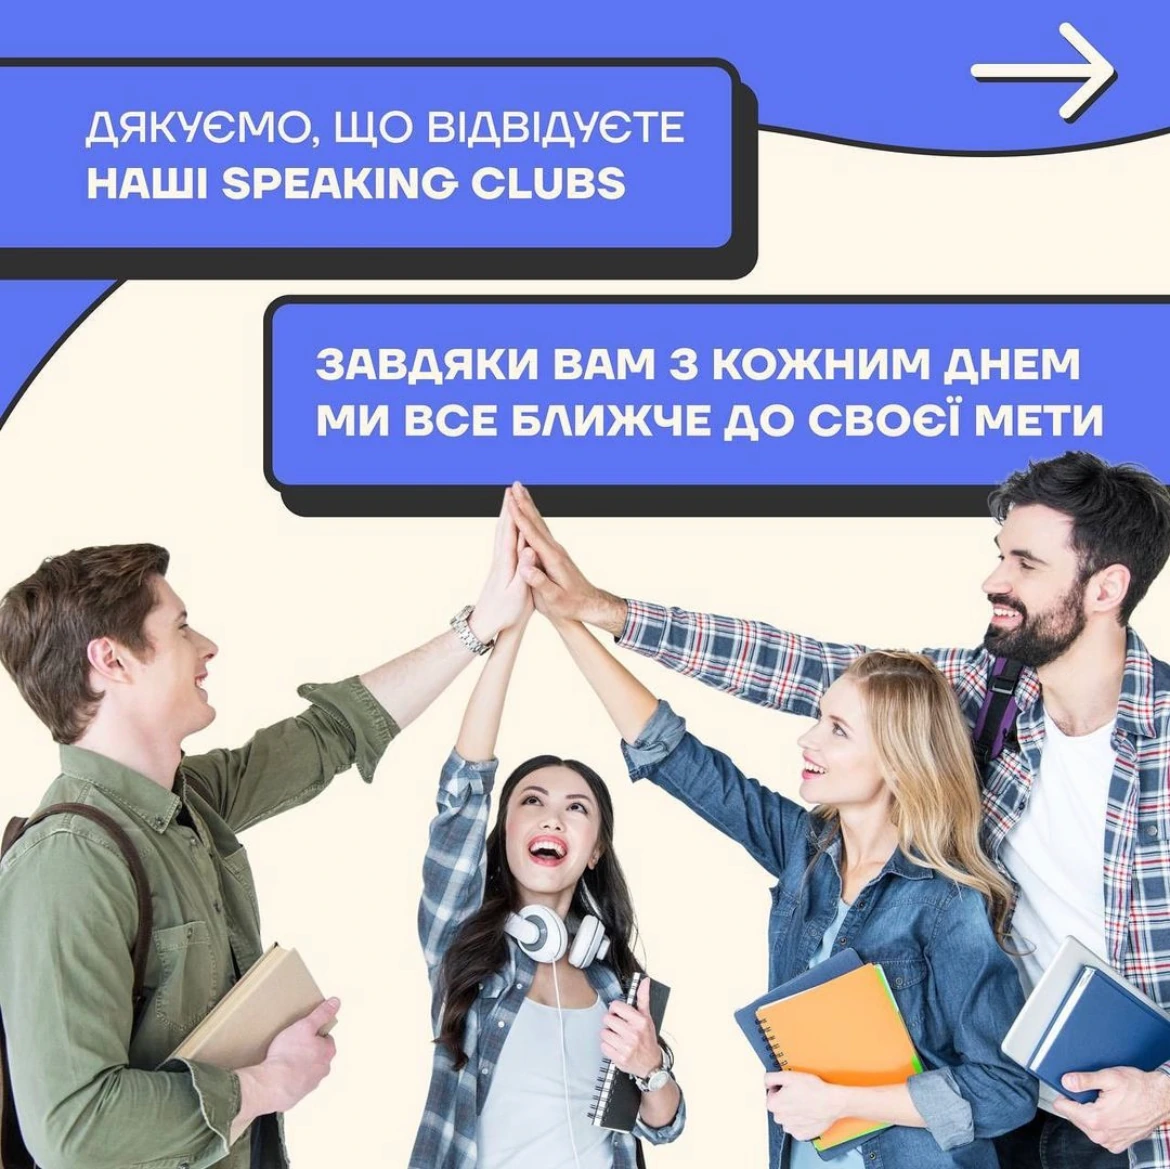 ДЯКУЄМО, ЩО ВІДВІДУЄТЕ
НАШІ SPEAKING CLUBS
ЗАВДЯКИ ВАМ З КОЖНИМ ДНЕМ
МИ ВСЕ БЛИЖЧЕ ДО СВОЄЇ МЕТИ